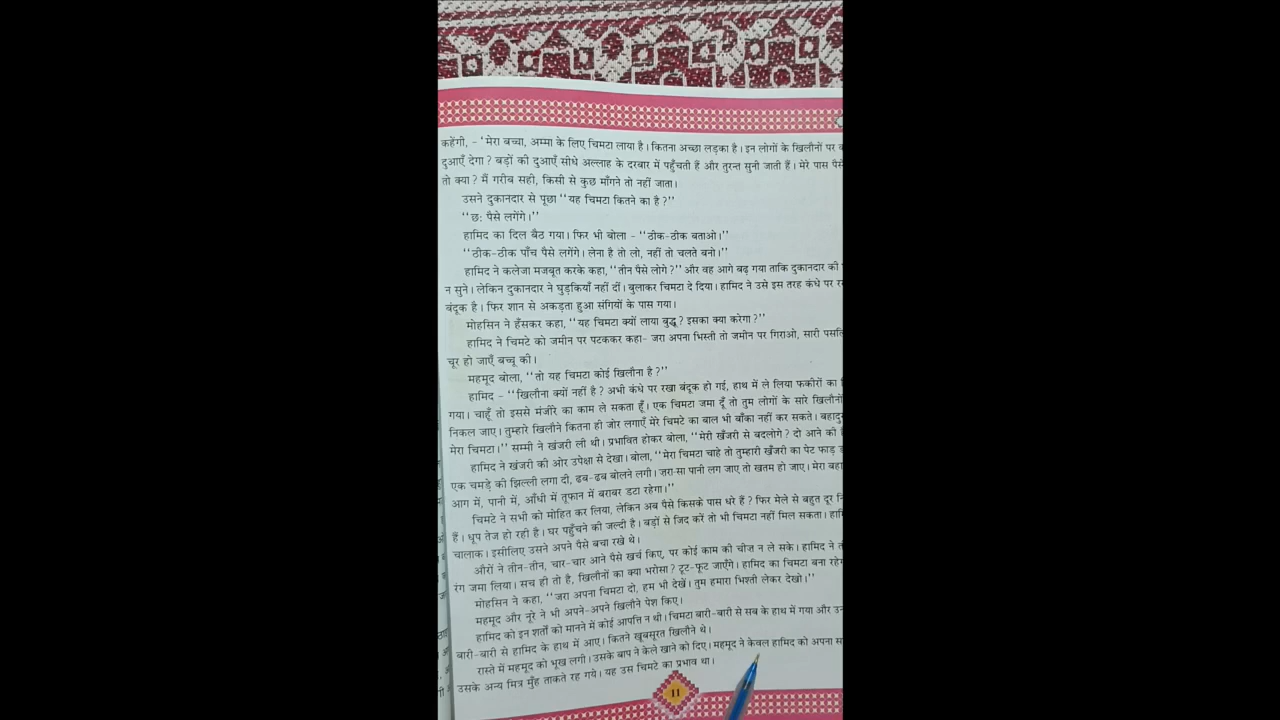 कहेंगी, – 'मेरा बच्चा, अम्मा के लिए चिमटा लाया है। कितना अच्छा लड़का है। इन लोगों के खिलौनों पर
दुआएँ देगा? बड़ों की दुआएँ सीधे अल्लाह के दरबार में पहुँचती हैं और तुरन्त सुनी जाती हैं। मेरे पास पैसे
तो क्या? मैं गरीब सही, किसी से कुछ माँगने तो नहीं जाता।
उसने दुकानदार से पूछा ''यह चिमटा कितने का है?''
''छः पैसे लगेंगे।''
हामिद का दिल बैठ गया। फिर भी बोला - ''ठीक-ठीक बताओ।''
''ठीक-ठीक पाँच पैसे लगेंगे। लेना है तो लो, नहीं तो चलते बनो।''
हामिद ने कलेजा मजबूत करके कहा, ''तीन पैसे लोगे?'' और वह आगे बढ़ गया ताकि दुकानदार की
न सुने। लेकिन दुकानदार ने घुड़कियाँ नहीं दीं। बुलाकर चिमटा दे दिया। हामिद ने उसे इस तरह कंधे पर
बंदूक है। फिर शान से अकड़ता हुआ संगियों के पास गया।
मोहसिन ने हँसकर कहा, ''यह चिमटा क्यों लाया बुद्धू? इसका क्या करेगा?''
हामिद ने चिमटे को जमीन पर पटककर कहा- जरा अपना भिस्ती तो जमीन पर गिराओ, सारी
चूर हो जाएँ बच्चू की।
महमूद बोला, ''तो यह चिमटा कोई खिलौना है?''
हामिद - ''खिलौना क्यों नहीं है? अभी कंधे पर रखा बंदूक हो गई, हाथ में ले लिया फकीरों का
गया। चाहूँ तो इससे मंजीरे का काम ले सकता हूँ। एक चिमटा जमा दूँ तो तुम लोगों के सारे खिलौनों
निकल जाए। तुम्हारे खिलौने कितना ही जोर लगाएँ मेरे चिमटे का बाल भी बाँका नहीं कर सकते।
मेरा चिमटा।'' सम्मी ने खंजरी ली थी। प्रभावित होकर बोला, ''मेरी खँजरी से बदलोगे? दो आने की
हामिद ने खंजरी की ओर उपेक्षा से देखा। बोला, ''मेरा चिमटा चाहे तो तुम्हारी खँजरी का पेट फाड़
एक चमड़े की झिल्ली लगा दी, ढब-ढब बोलने लगी। जरा-सा पानी लग जाए तो खतम हो जाए। मेरा
आग में, पानी में, आँधी में तूफान में बराबर डटा रहेगा।''
चिमटे ने सभी को मोहित कर लिया, लेकिन अब पैसे किसके पास धरे हैं? फिर मेले से बहुत दूर
हैं। धूप तेज हो रही है। घर पहुँचने की जल्दी है। बड़ों से जिद करें तो भी चिमटा नहीं मिल सकता।
चालाक। इसीलिए उसने अपने पैसे बचा रखे थे।
औरों ने तीन-तीन, चार-चार आने पैसे खर्च किए, पर कोई काम की चीज न ले सके। हामिद ने
रंग जमा लिया। सच ही तो है, खिलौनों का क्या भरोसा? टूट-फूट जाएँगे। हामिद का चिमटा बना
मोहसिन ने कहा, ''जरा अपना चिमटा दो, हम भी देखें। तुम हमारा भिश्ती लेकर देखो।''
महमूद और नूरे ने भी अपने-अपने खिलौने पेश किए।
हामिद को इन शर्तों को मानने में कोई आपत्ति न थी। चिमटा बारी-बारी से सब के हाथ में गया और
बारी-बारी से हामिद के हाथ में आए। कितने खूबसूरत खिलौने थे।
रास्ते में महमूद को भूख लगी। उसके बाप ने केले खाने को दिए। महमूद ने केवल हामिद को अपना
उसके अन्य मित्र मुँह ताकते रह गये। यह उस चिमटे का प्रभाव था।
11